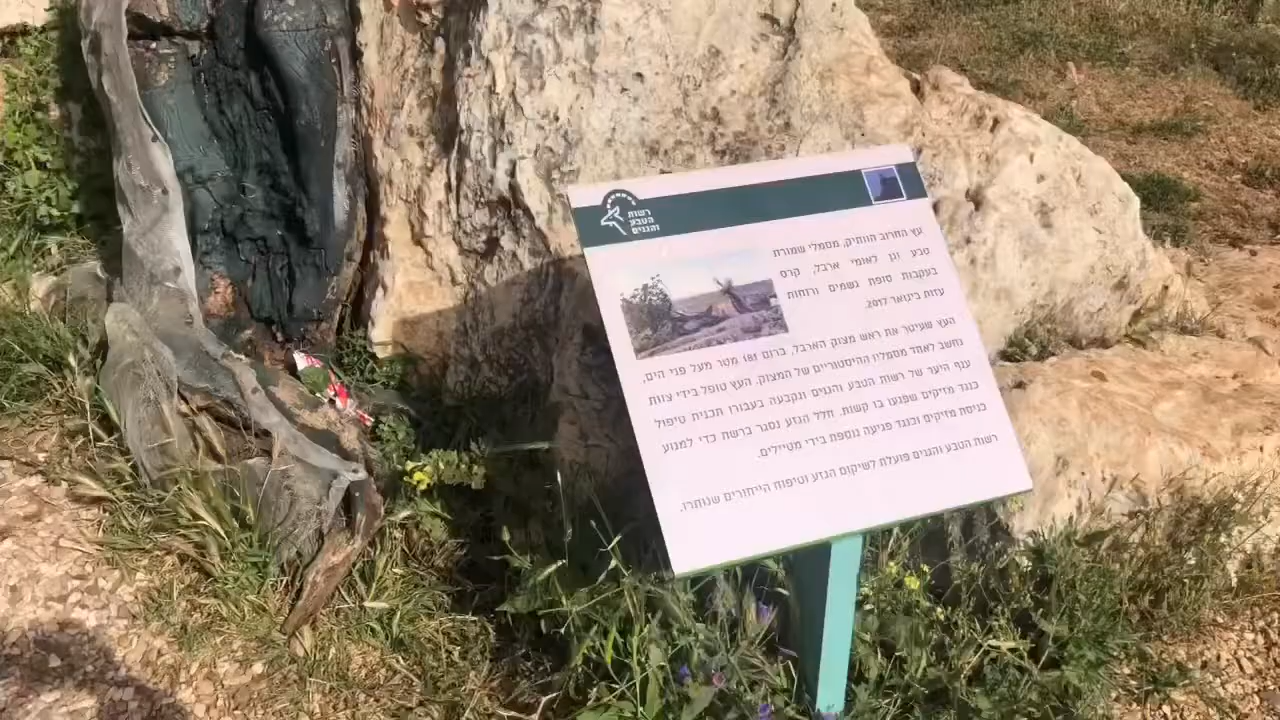 רשות
הטבע
והגנים
עץ החרוב הוותיק, מסמלי שמורת
טבע וגן לאומי ארבל, קרס
בעקבות סופת גשמים ורוחות
עזות בינואר 2017.
העץ שעיטר את ראש מצוק הארבל, ברום 181 מטר מעל פני הים,
נחשב לאחד מסמליו ההיסטוריים של המצוק. העץ טופל בידי צוות
ענף היער של רשות הטבע והגנים ונקבעה בעבורו תכנית טיפול
כנגד מזיקים שפגעו בו קשות. חלל הגזע נסגר ברשת כדי למנוע
כניסת מזיקים וכנגד פגיעה נוספת בידי מטיילים.
רשות הטבע והגנים פועלת לשיקום הגזע וטיפוח הייחורים שנותרו.